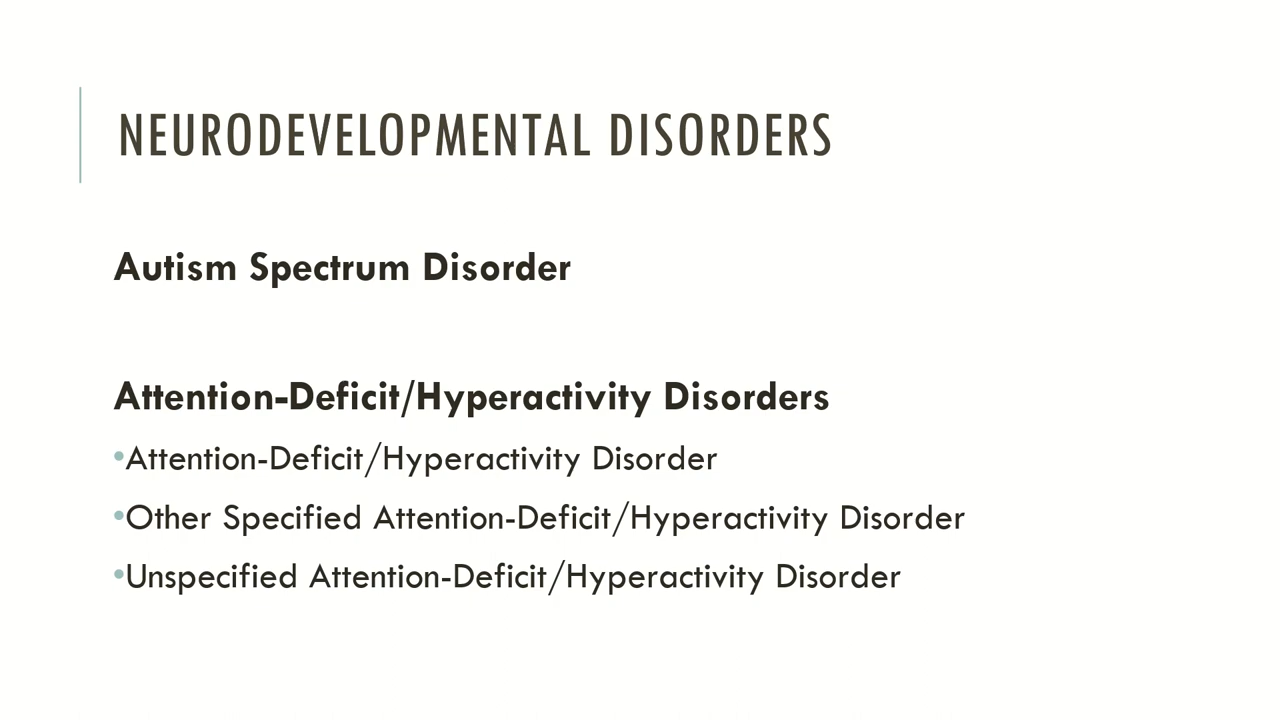 NEURODEVELOPMENTAL DISORDERS
Autism Spectrum Disorder
Attention-Deficit/Hyperactivity Disorders
•Attention-Deficit/Hyperactivity Disorder
•Other Specified Attention-Deficit/Hyperactivity Disorder
•Unspecified Attention-Deficit/Hyperactivity Disorder